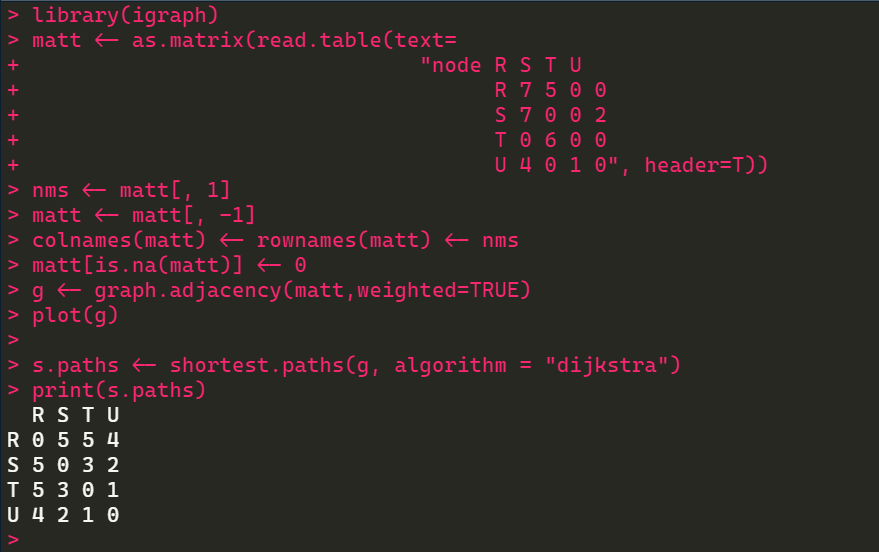 > library(igraph)
> matt <- as.matrix(read.table(text=
+                                 "node R S T U
+                                       R 7 5 0 0
+                                       S 7 0 0 2
+                                       T 0 6 0 0
+                                       U 4 0 1 0", header=T))
> nms <- matt[, 1]
> matt <- matt[, -1]
> colnames(matt) <- rownames(matt) <- nms
> matt[is.na(matt)] <- 0
> g <- graph.adjacency(matt,weighted=TRUE)
> plot(g)
>
> s.paths <- shortest.paths(g, algorithm = "dijkstra")
> print(s.paths)
  R S T U
R 0 5 5 4
S 5 0 3 2
T 5 3 0 1
U 4 2 1 0
>